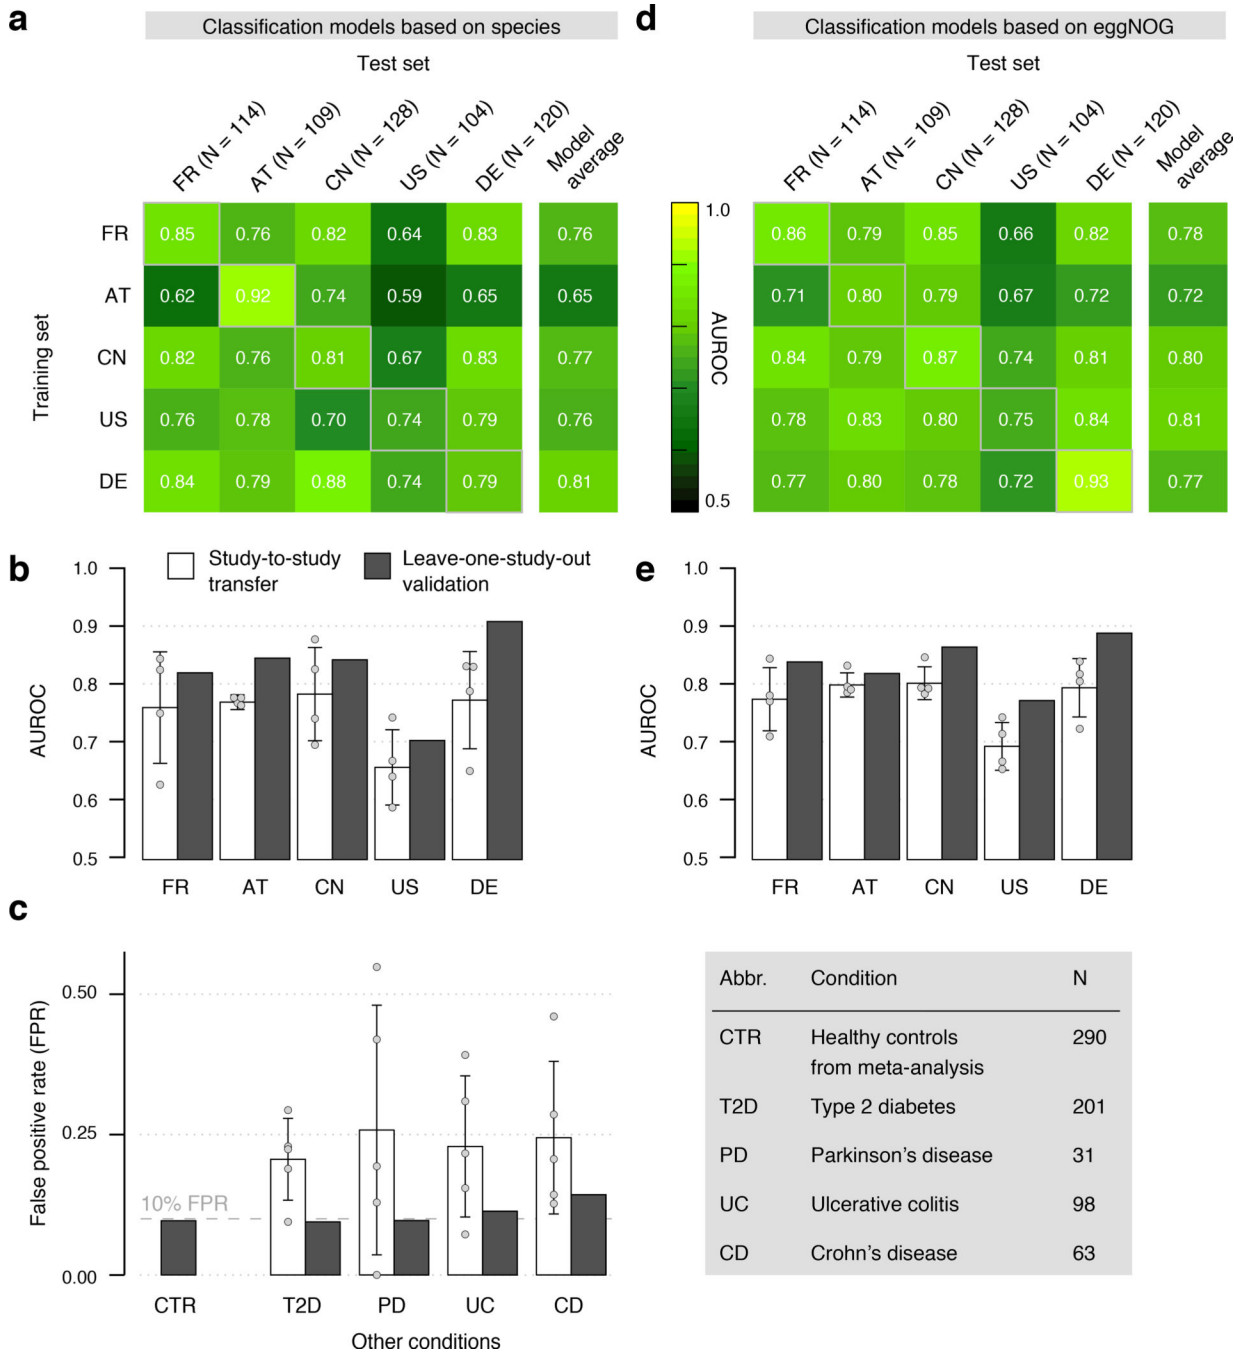 a
Classification models based on species
Test set
FR (N = 114)
AT (N = 109)
CN (N = 128)
US (N = 104)
DE (N = 120)
Model
average
Training set
FR
0.85 0.76 0.82 0.64 0.83 0.76
AT
0.62 0.92 0.74 0.59 0.65 0.65
CN
0.82 0.76 0.81 0.67 0.83 0.77
US
0.76 0.78 0.70 0.74 0.79 0.76
DE
0.84 0.79 0.88 0.74 0.79 0.81
1.0
AUROC
0.5
d
Classification models based on eggNOG
Test set
FR (N = 114)
AT (N = 109)
CN (N = 128)
US (N = 104)
DE (N = 120)
Model
average
0.86 0.79 0.85 0.66 0.82 0.78
0.71 0.80 0.79 0.67 0.72 0.72
0.84 0.79 0.87 0.74 0.81 0.80
0.78 0.83 0.80 0.75 0.84 0.81
0.77 0.80 0.78 0.72 0.93 0.77
b
Study-to-study
transfer
Leave-one-study-out
validation
AUROC
1.0
0.9
0.8
0.7
0.6
0.5
FR AT CN US DE
e
AUROC
1.0
0.9
0.8
0.7
0.6
0.5
FR AT CN US DE
c
False positive rate (FPR)
0.50
0.25
0.00
10% FPR
CTR T2D PD UC CD
Other conditions
Abbr. Condition N
CTR Healthy controls 290
from meta-analysis
T2D Type 2 diabetes 201
PD Parkinson's disease 31
UC Ulcerative colitis 98
CD Crohn's disease 63